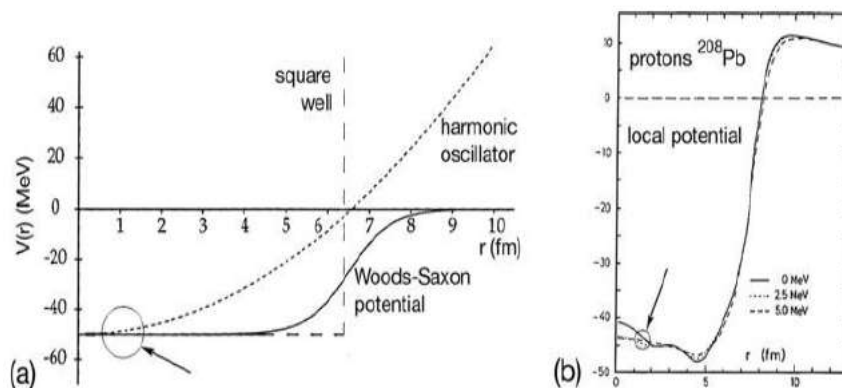 60
40
20
0
-20
-40
-60
V(r) (MeV)
1 2 3 4 5 6 7 8 9 10
r (fm)
square
well
harmonic
oscillator
Woods-Saxon
potential
(a)
10
0
-10
-20
-30
-40
-50
protons 208Pb
local potential
0 MeV
2.5 MeV
5.0 MeV
0 5 10
r (fm)
(b)